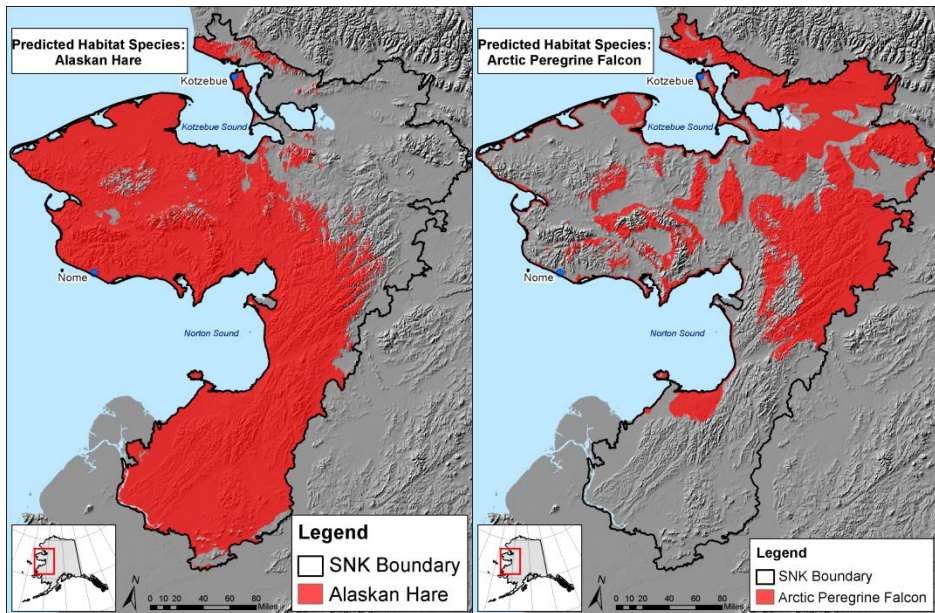 Predicted Habitat Species:
Alaskan Hare
Kotzebue
Kotzebue Sound
Nome
Norton Sound
Legend
SNK Boundary
Alaskan Hare
N
0 10 20 40 60 80
Miles
Predicted Habitat Species:
Arctic Peregrine Falcon
Kotzebue
Kotzebue Sound
Nome
Norton Sound
Legend
SNK Boundary
Arctic Peregrine Falcon
N
0 10 20 40 60 80
Miles